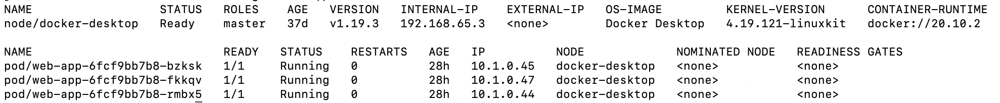 NAME STATUS ROLES AGE VERSION INTERNAL-IP EXTERNAL-IP OS-IMAGE KERNEL-VERSION CONTAINER-RUNTIME
node/docker-desktop Ready master 37d v1.19.3 192.168.65.3 <none> Docker Desktop 4.19.121-linuxkit docker://20.10.2
NAME READY STATUS RESTARTS AGE IP NODE NOMINATED NODE READINESS GATES
pod/web-app-6fcf9bb7b8-bzksk 1/1 Running 0 28h 10.1.0.45 docker-desktop <none> <none>
pod/web-app-6fcf9bb7b8-fkkqv 1/1 Running 0 28h 10.1.0.47 docker-desktop <none> <none>
pod/web-app-6fcf9bb7b8-rmbx5 1/1 Running 0 28h 10.1.0.44 docker-desktop <none> <none>